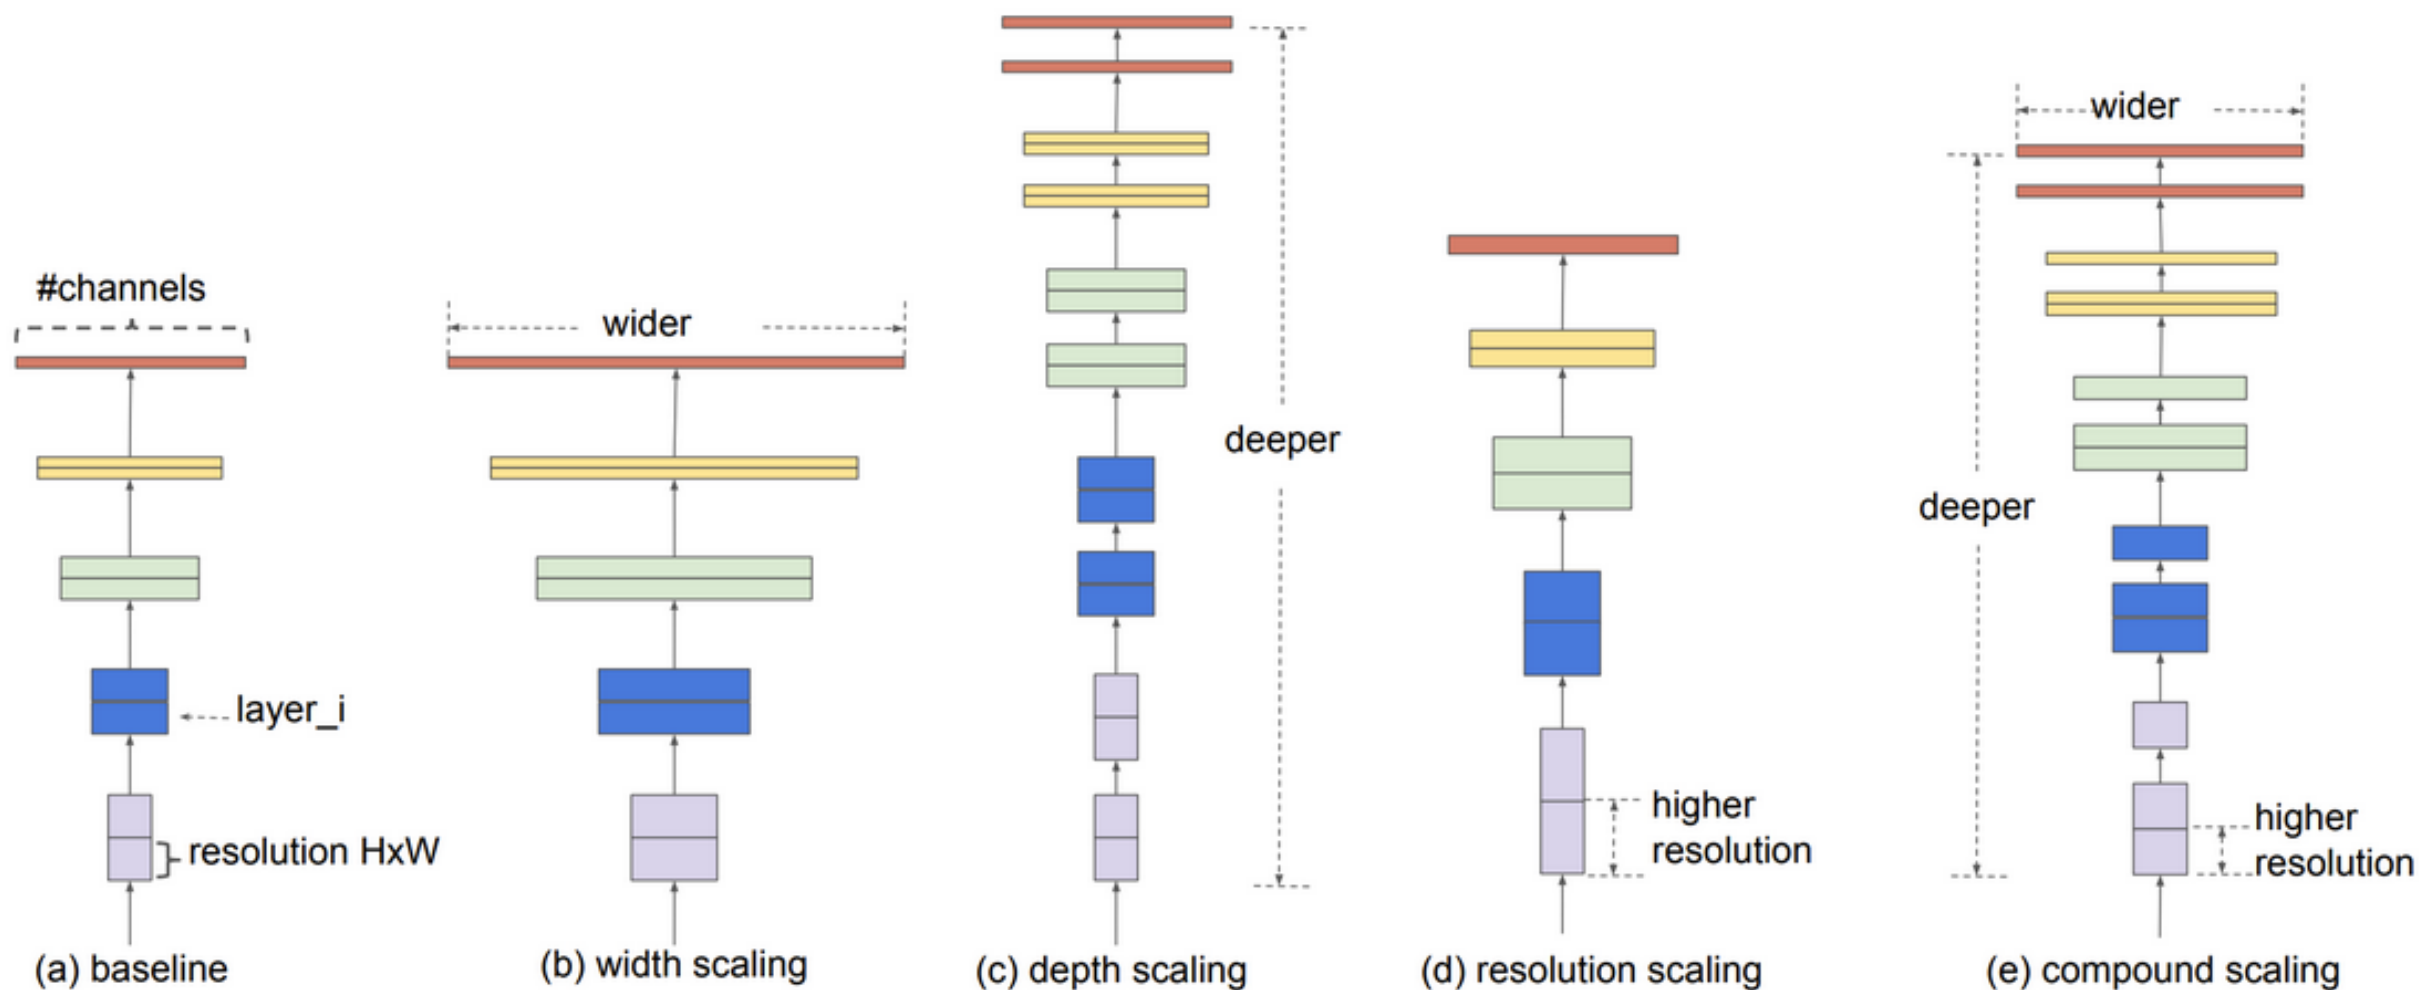 #channels
layer_i
resolution HxW
(a) baseline
wider
(b) width scaling
deeper
(c) depth scaling
higher
resolution
(d) resolution scaling
wider
deeper
higher
resolution
(e) compound scaling